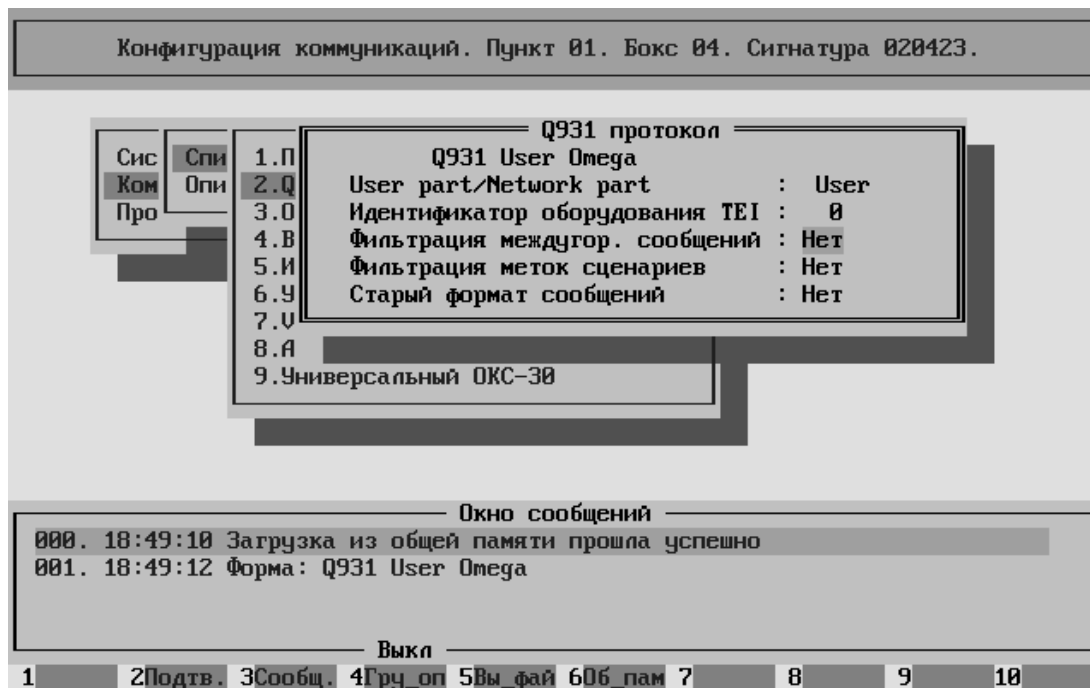 Конфигурация коммуникаций. Пункт 01. Бокс 04. Сигнатура 020423.
Q931 протокол
Q931 User Omega
User part/Network part : User
Идентификатор оборудования TEI : 0
Фильтрация междугор. сообщений : Нет
Фильтрация меток сценариев : Нет
Старый формат сообщений : Нет
Сис
Ком
Про
Спи
Опи
1.П
2.Q
3.О
4.В
5.И
6.У
7.V
8.А
9.Универсальный ОКС-30
Окно сообщений
000. 18:49:10 Загрузка из общей памяти прошла успешно
001. 18:49:12 Форма: Q931 User Omega
Выкл
1 2Подтв. 3Сообщ. 4Гру_оп 5Вы_фай 6Об_пам 7 8 9 10